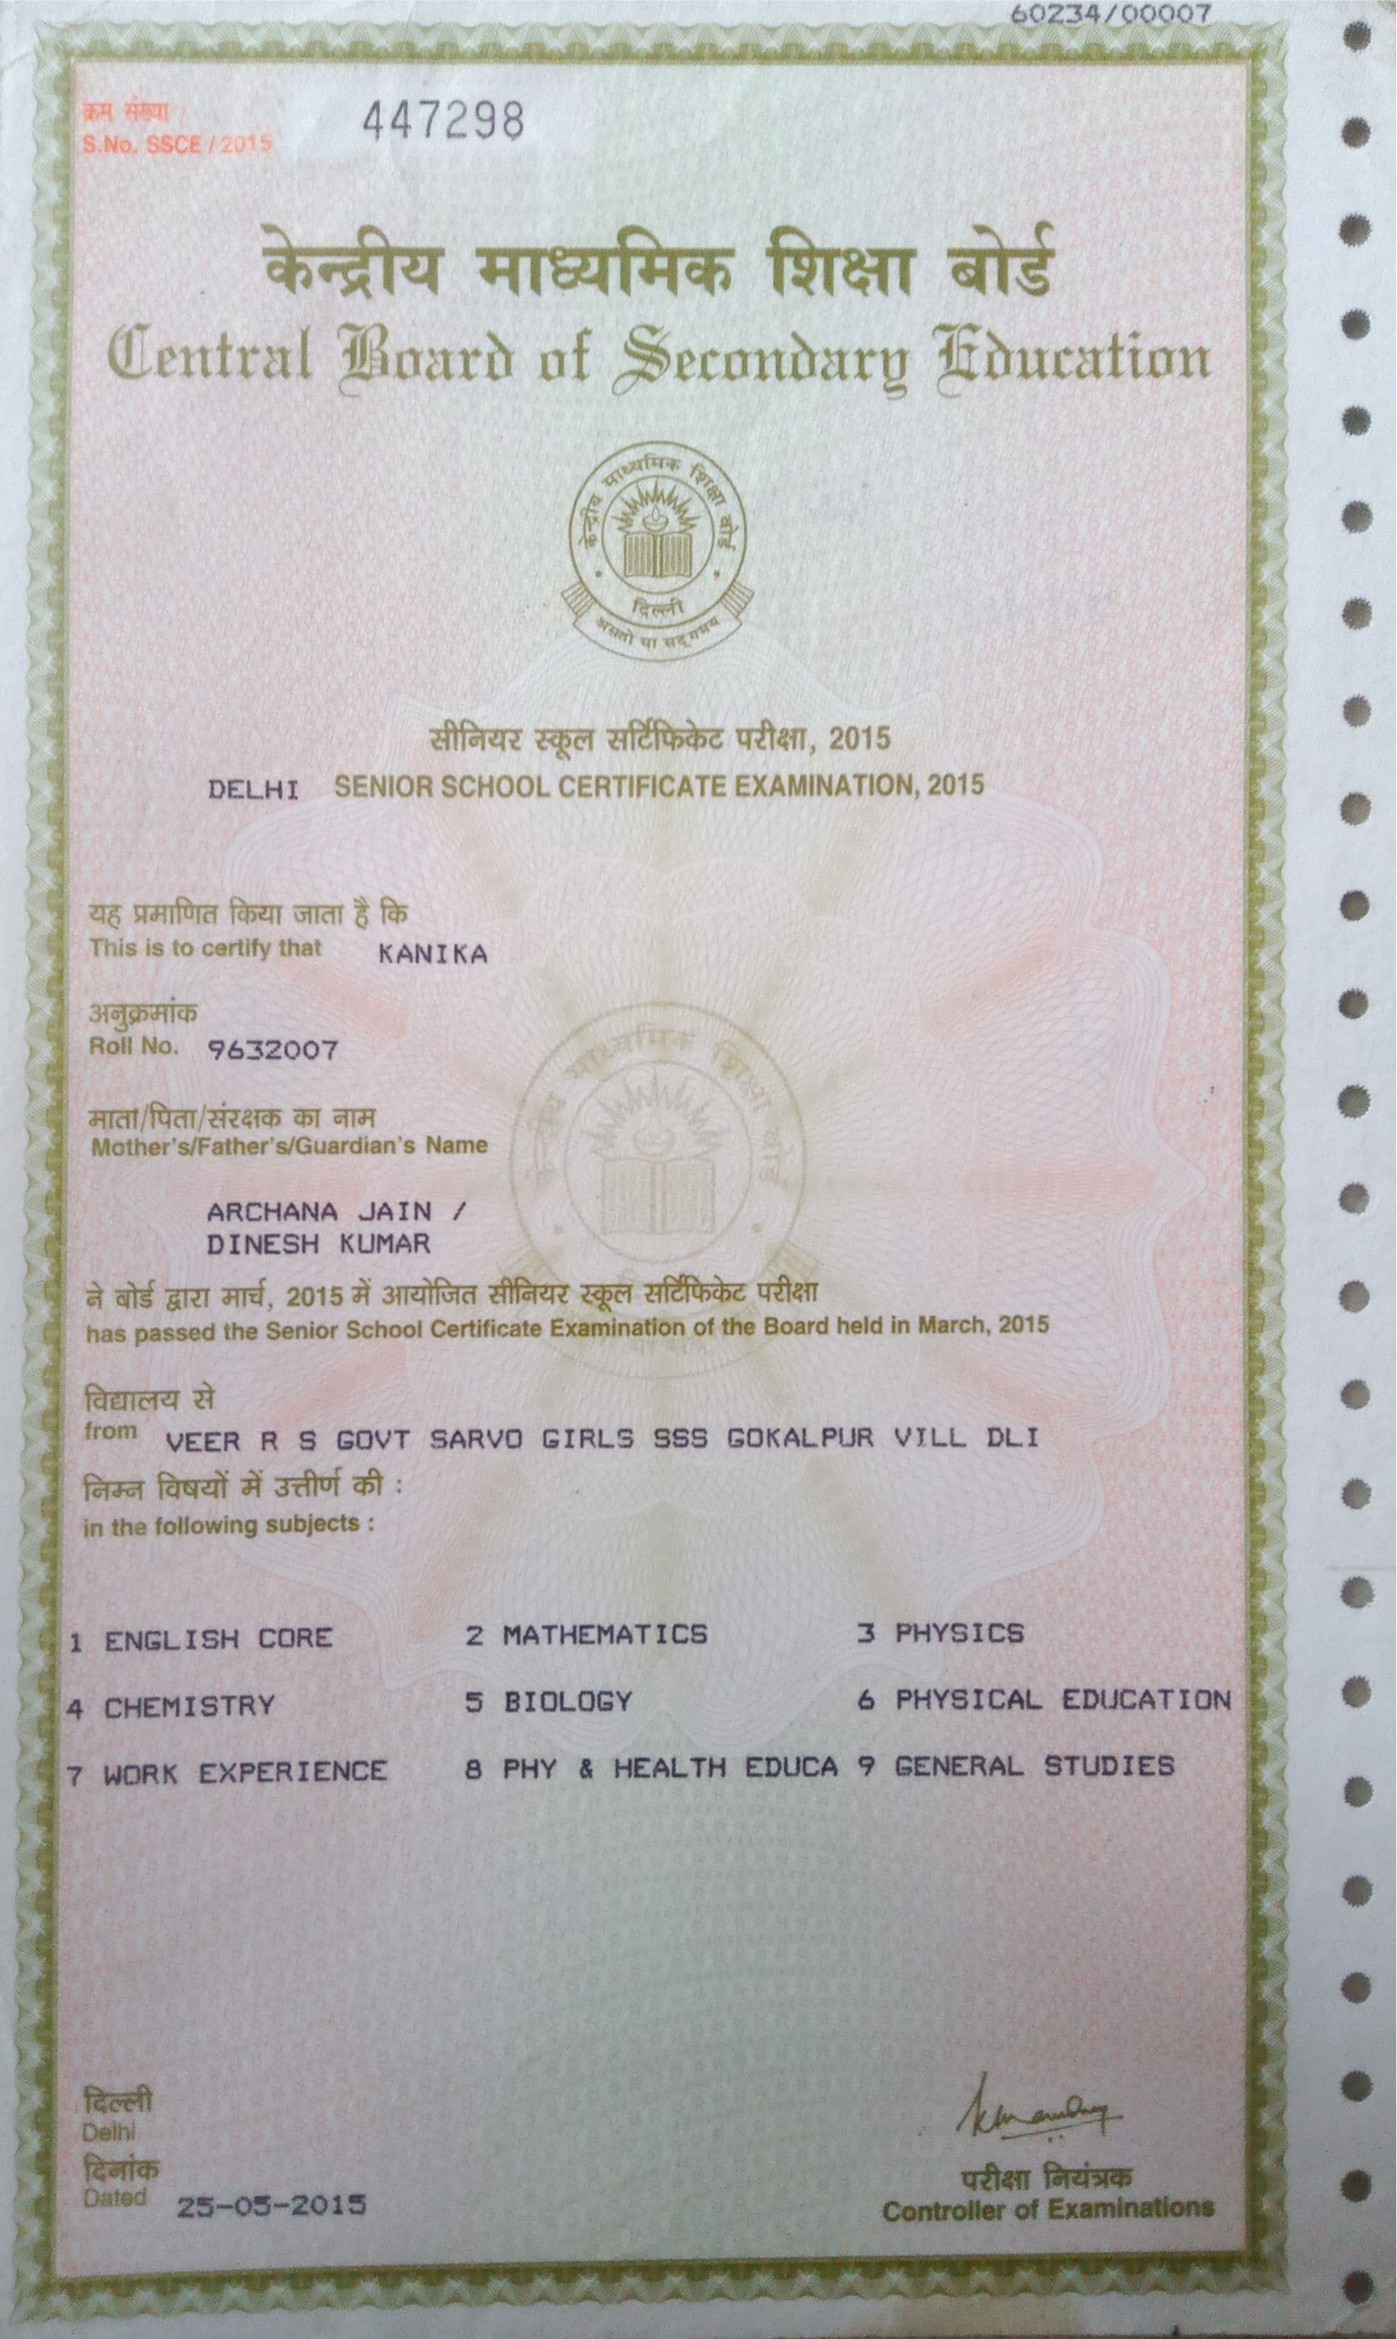 60234/00007
क्रम संख्या
S.No. SSCE / 2015
447298
केन्द्रीय माध्यमिक शिक्षा बोर्ड
Central Board of Secondary Education
केन्द्रीय माध्यमिक शिक्षा बोर्ड
दिल्ली
असतो मा सद् गमय
सीनियर स्कूल सर्टिफिकेट परीक्षा, 2015
DELHI SENIOR SCHOOL CERTIFICATE EXAMINATION, 2015
यह प्रमाणित किया जाता है कि
This is to certify that KANIKA
अनुक्रमांक
Roll No. 9632007
माता/पिता/संरक्षक का नाम
Mother's/Father's/Guardian's Name
ARCHANA JAIN /
DINESH KUMAR
ने बोर्ड द्वारा मार्च, 2015 में आयोजित सीनियर स्कूल सर्टिफिकेट परीक्षा
has passed the Senior School Certificate Examination of the Board held in March, 2015
विद्यालय से
from VEER R S GOVT SARVO GIRLS SSS GOKALPUR VILL DLI
निम्न विषयों में उत्तीर्ण की :
in the following subjects :
1 ENGLISH CORE 2 MATHEMATICS 3 PHYSICS
4 CHEMISTRY 5 BIOLOGY 6 PHYSICAL EDUCATION
7 WORK EXPERIENCE 8 PHY & HEALTH EDUCA 9 GENERAL STUDIES
दिल्ली
Delhi
दिनांक
Dated 25-05-2015
परीक्षा नियंत्रक
Controller of Examinations